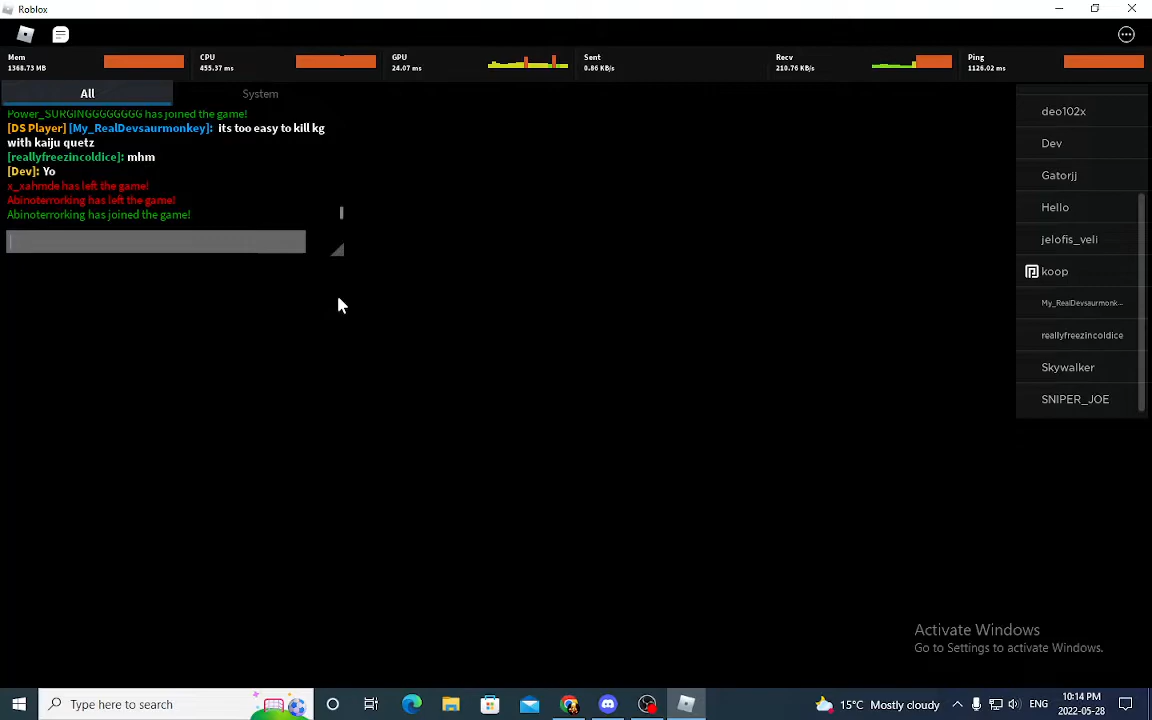 Roblox
Mem
1368.73 MB
CPU
455.37 ms
GPU
24.07 ms
Sent
0.86 KB/s
Recv
210.76 KB/s
Ping
1126.02 ms
All
System
Power_SURGINGGGGGGGG has joined the game!
[DS Player] [My_RealDevsaurmonkey]: its too easy to kill kg
with kaiju quetz
[reallyfreezincoldice]: mhm
[Dev]: Yo
x_xahmde has left the game!
Abinoterrorking has left the game!
Abinoterrorking has joined the game!
deo102x
Dev
Gatorjj
Hello
jelofis_veli
koop
My_RealDevsaurmonk...
reallyfreezincoldice
Skywalker
SNIPER_JOE
Activate Windows
Go to Settings to activate Windows.
Type here to search
15°C Mostly cloudy
ENG
10:14 PM
2022-05-28